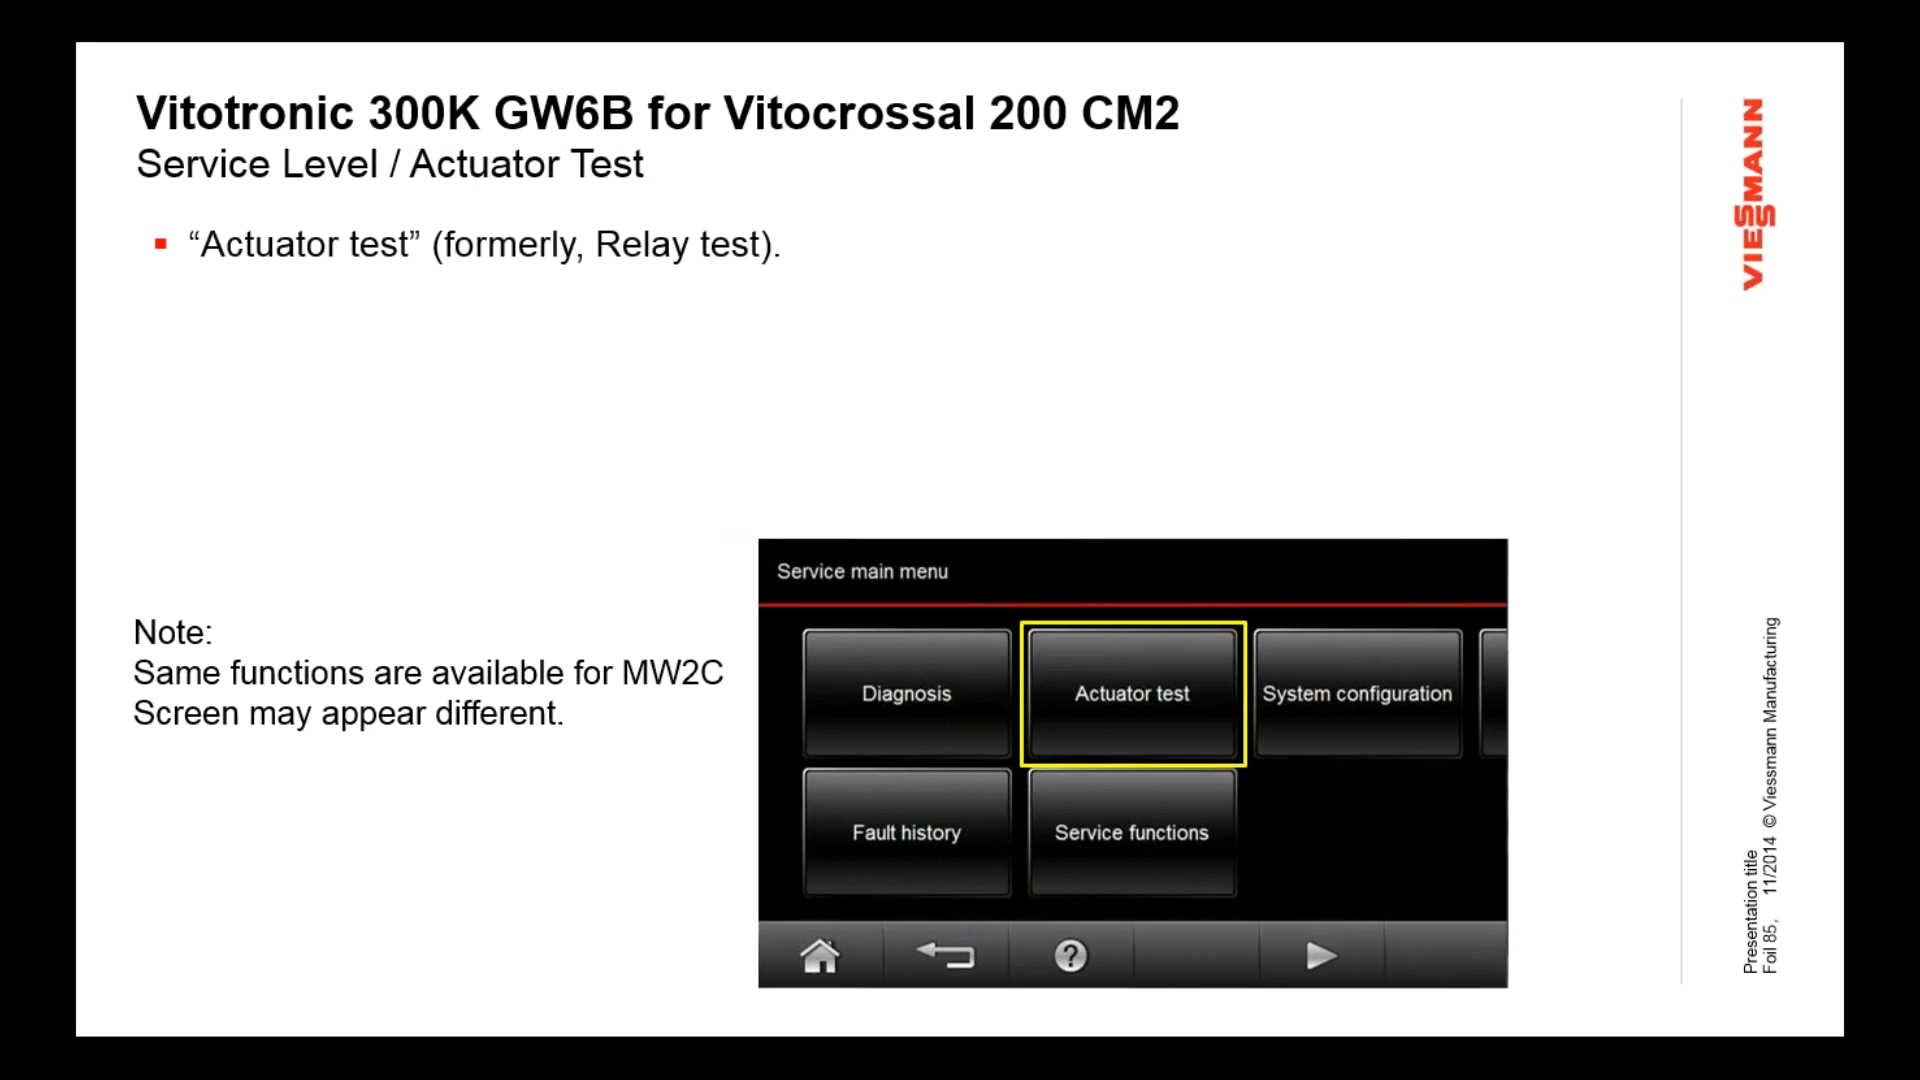 Vitotronic 300K GW6B for Vitocrossal 200 CM2
Service Level / Actuator Test
“Actuator test” (formerly, Relay test).
Note:
Same functions are available for MW2C
Screen may appear different.
Service main menu
Diagnosis
Actuator test
System configuration
Fault history
Service functions
?
VIESSMANN
Presentation title
Foil 85, 11/2014 © Viessmann Manufacturing